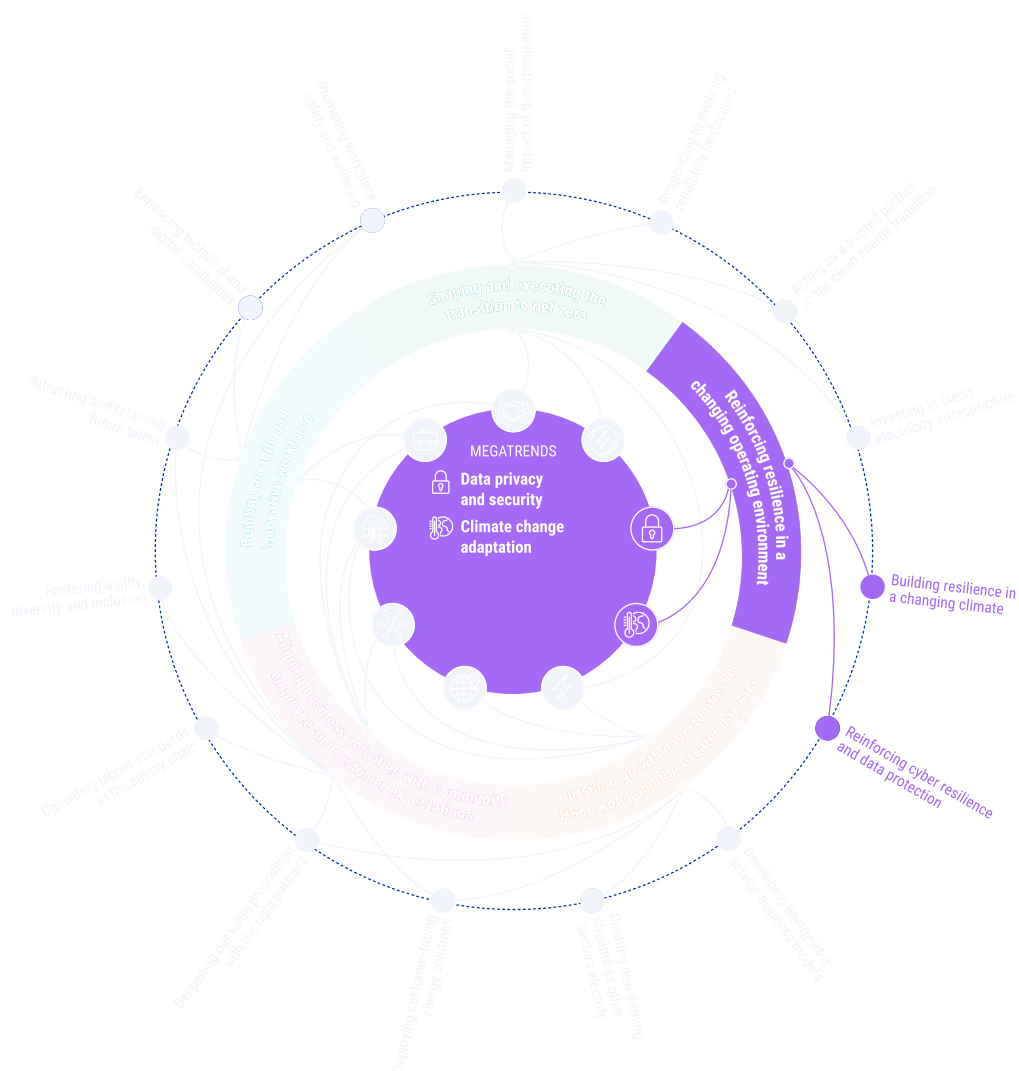 Managing the social
impact of decarbonisation
Responding to evolving
regulatory landscapes
Acting as a trusted partner
in the clean energy transition
Investing in clean
electricity infrastructure
Building resilience in
a changing climate
Reinforcing cyber resilience
and data protection
Developing energy-as-a-
service business models
Creating new earning
streams as other
sectors electrify
Deploying customer-facing
energy solutions
Deepening our value proposition
with the right partners
Upholding labour standards
in the supply chain
Fostering agility,
diversity and inclusion
Attracting and retaining
future talent
Enhancing technical and
digital capabilities
Promoting workplace
safety and wellbeing
Shaping and executing the
transition to net zero
Reinforcing resilience in a
changing operating environment
Pursuing growth opportunities in
Hong Kong and the Greater Bay Area
Aligning business activities with community,
employee and customer expectations
Building an agile and
innovative workforce
MEGATRENDS
Data privacy
and security
Climate change
adaptation